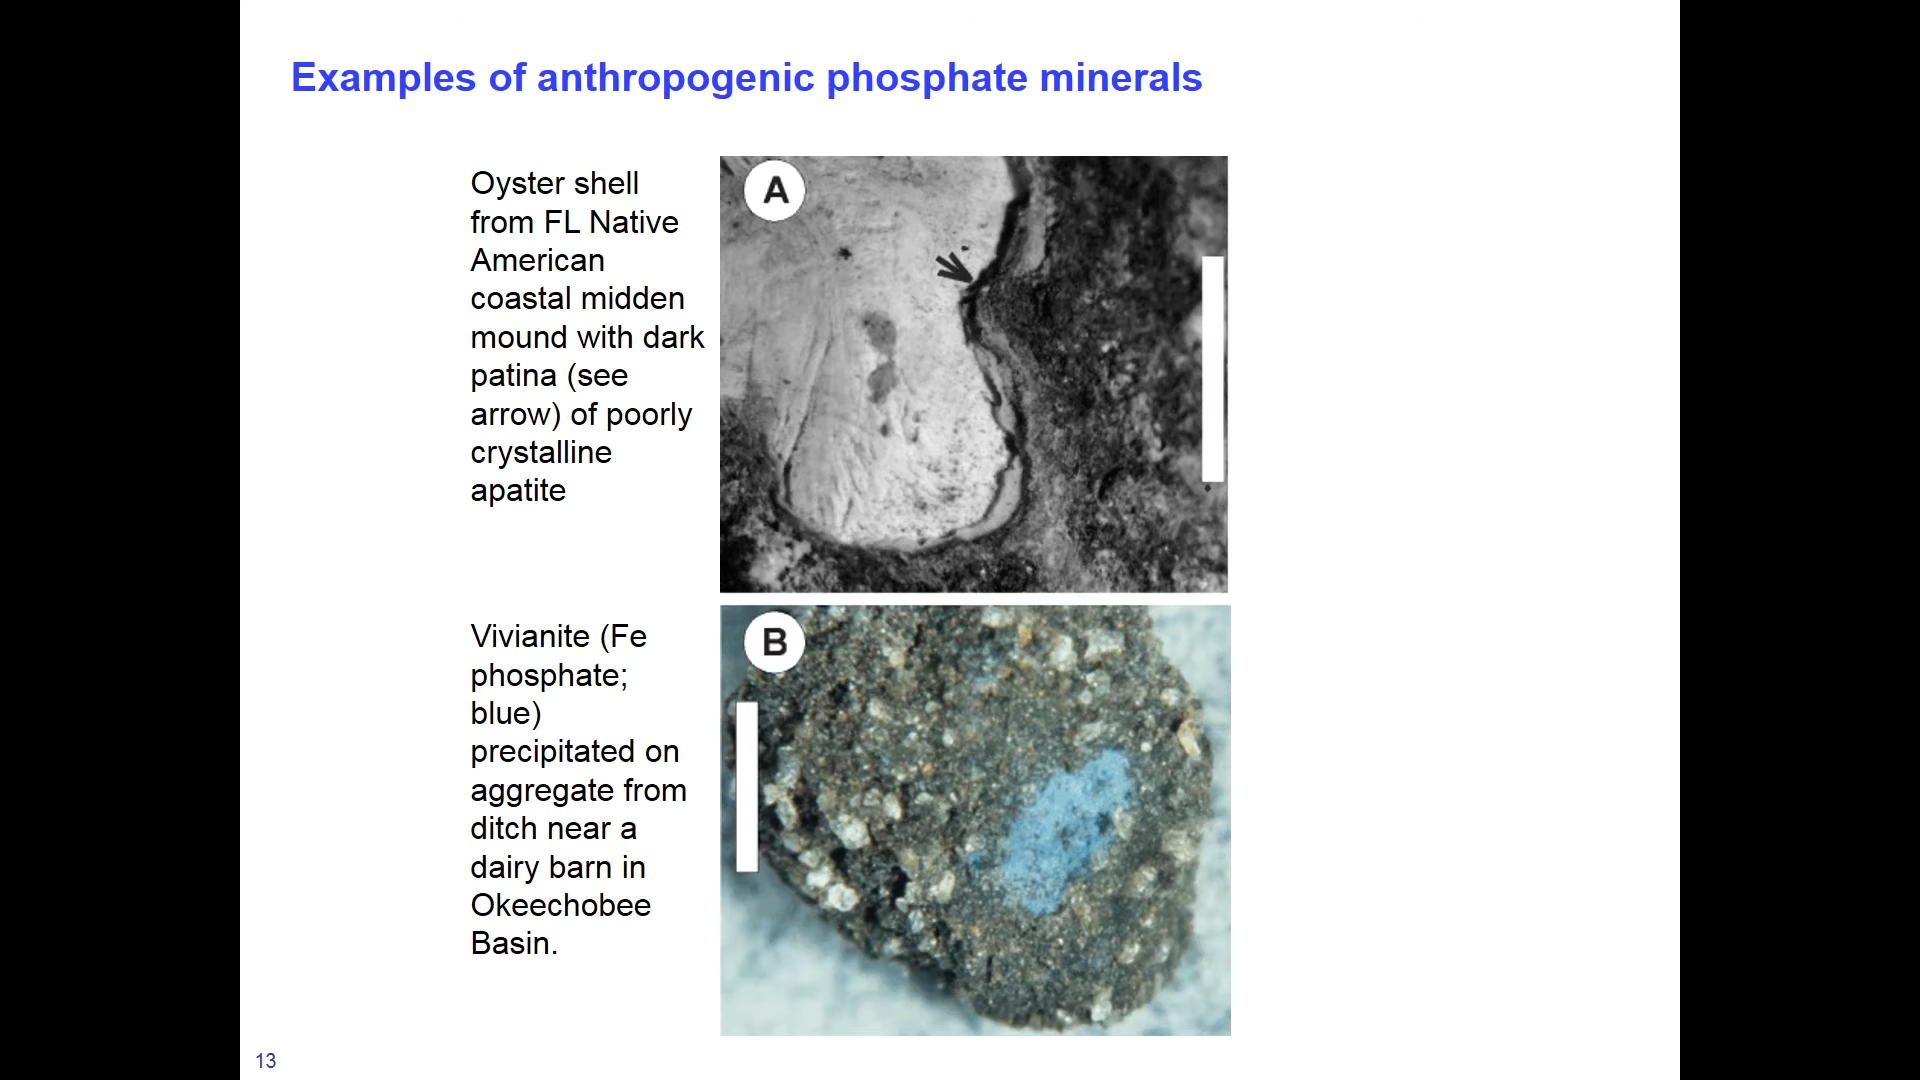 Examples of anthropogenic phosphate minerals
Oyster shell
from FL Native
American
coastal midden
mound with dark
patina (see
arrow) of poorly
crystalline
apatite
A
Vivianite (Fe
phosphate;
blue)
precipitated on
aggregate from
ditch near a
dairy barn in
Okeechobee
Basin.
B
13